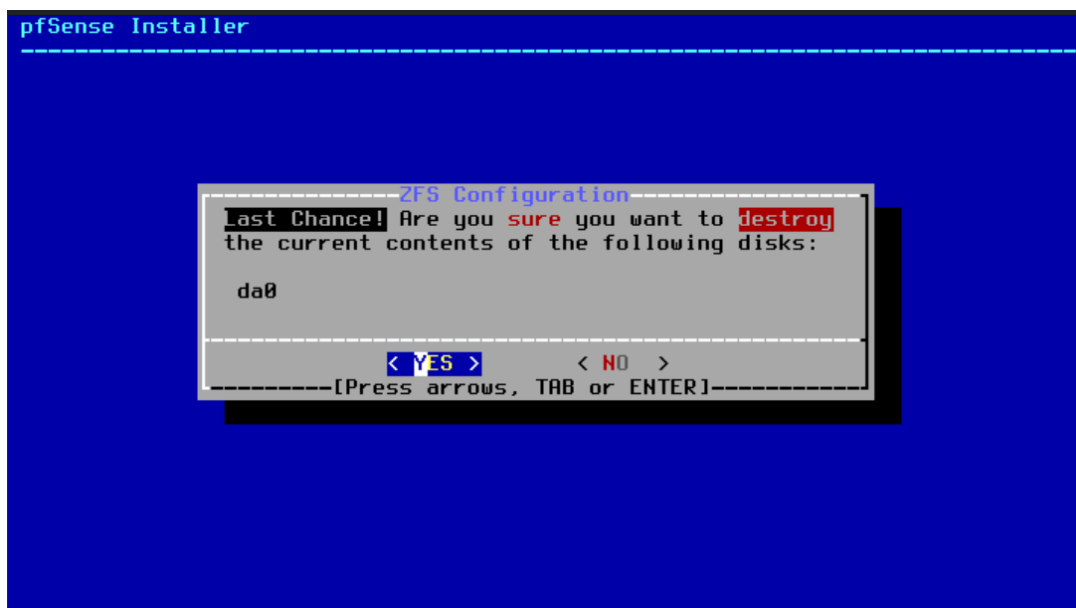 pfSense Installer
ZFS Configuration
Last Chance! Are you sure you want to destroy
the current contents of the following disks:
da0
< YES > < NO >
[Press arrows, TAB or ENTER]